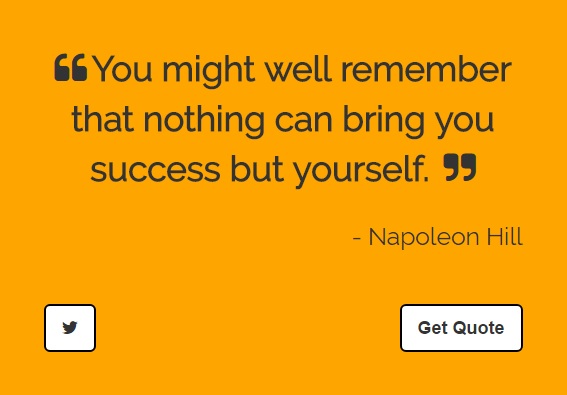 ❝ You might well remember
that nothing can bring you
success but yourself. ❞
- Napoleon Hill
Get Quote